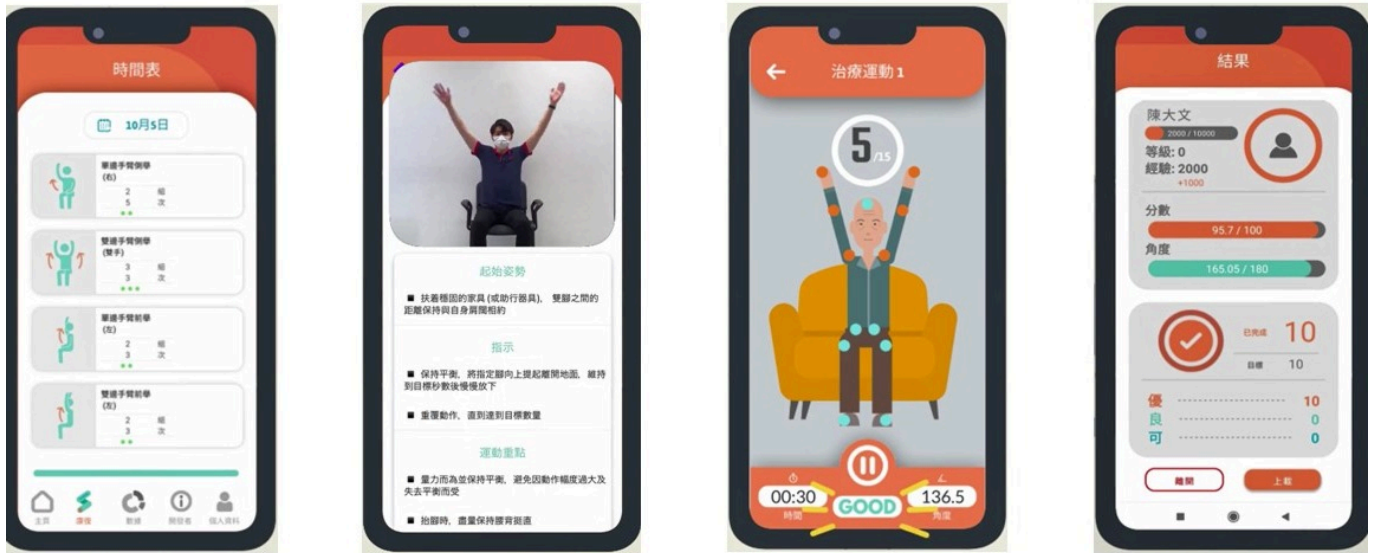 時間表
10月5日
單邊手臂側舉
(右)
2 組
5 次
雙邊手臂側舉
(雙手)
3 組
3 次
單邊手臂前舉
(左)
2 組
3 次
雙邊手臂前舉
(左)
2 組
3 次
主頁
復康
數據
開發者
個人資料
起始姿勢
■ 扶着穩固的家具 (或助行器具)， 雙腳之間的
距離保持與自身肩闊相約
指示
■ 保持平衡，將指定腳向上提起離開地面，維持
到目標秒數後慢慢放下
■ 重覆動作，直到達到目標數量
運動重點
■ 量力而為並保持平衡，避免因動作幅度過大及
失去平衡而受
■ 抬腳時，盡量保持腰背挺直
治療運動 1
5/15
00:30
時間
GOOD
136.5
角度
結果
陳大文
2000 / 10000
等級: 0
經驗: 2000
+1000
分數
95.7 / 100
角度
165.05 / 180
已完成 10
目標 10
優 10
良 0
可 0
離開
上載